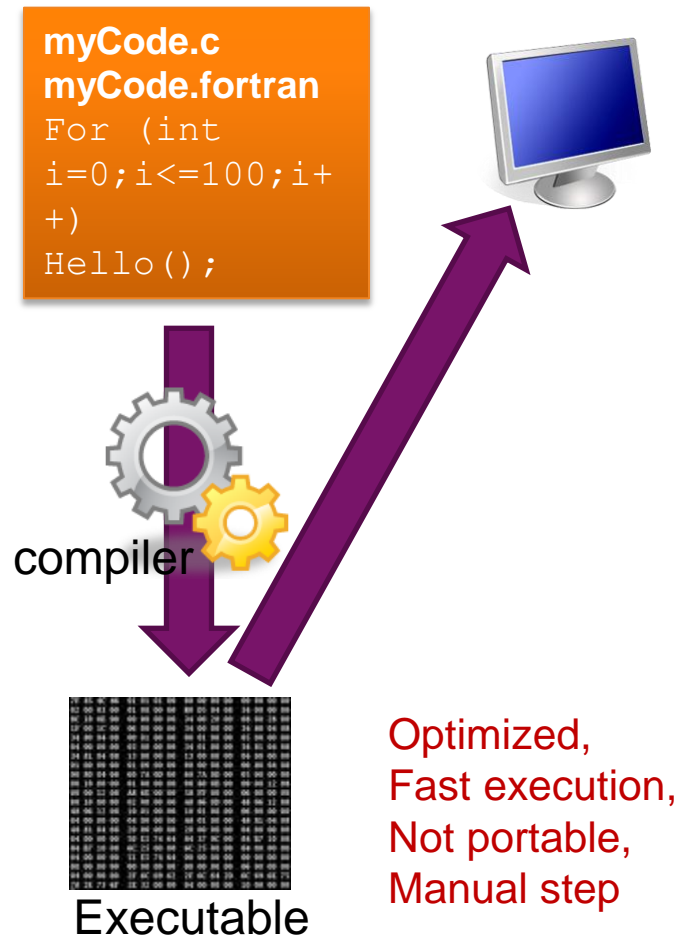 myCode.c
myCode.fortran
For (int
i=0;i<=100;i+
+)
Hello();
compiler
Executable
Optimized,
Fast execution,
Not portable,
Manual step